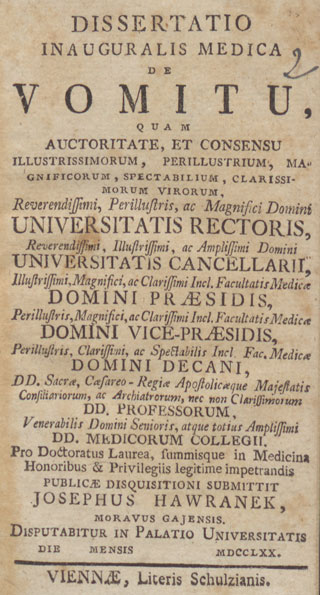 DISSERTATIO
INAUGURALIS MEDICA
DE
VOMITU,
QUAM
AUCTORITATE, ET CONSENSU
ILLUSTRISSIMORUM, PERILLUSTRIUM, MA-
GNIFICORUM, SPECTABILIUM, CLARISSI-
MORUM VIRORUM,
Reverendiſſimi, Perilluſtris, ac Magnifici Domini
UNIVERSITATIS RECTORIS,
Reverendiſſimi, Illuſtriſſimi, ac Ampliſſimi Domini
UNIVERSITATIS CANCELLARII,
Illuſtriſſimi, Magnifici, ac Clariſſimi Incl. Facultatis Medicæ
DOMINI PRÆSIDIS,
Perilluſtris, Magnifici, ac Clariſſimi Incl. Facultatis Medicæ
DOMINI VICE-PRÆSIDIS,
Perilluſtris, Clariſſimi, ac Spectabilis Incl. Fac. Medicæ
DOMINI DECANI,
DD. Sacræ, Cæſareo-Regiæ Apoſtolicæque Majeſtatis
Conſiliariorum, ac Archiatrorum, nec non Clariſſimorum
DD. PROFESSORUM,
Venerabilis Domini Senioris, atque totius Ampliſſimi
DD. MEDICORUM COLLEGII.
Pro Doctoratus Laurea, ſummisque in Medicina
Honoribus & Privilegiis legitime impetrandis
PUBLICÆ DISQUISITIONI SUBMITTIT
JOSEPHUS HAWRANEK,
MORAVUS GAJENSIS.
DISPUTABITUR IN PALATIO UNIVERSITATIS
DIE MENSIS MDCCLXX.
VIENNÆ, Literis Schulzianis.
2